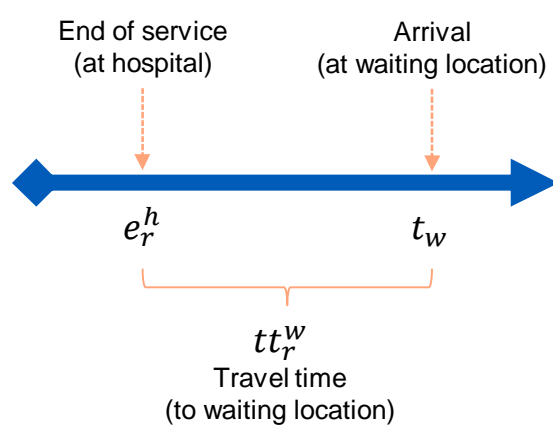 End of service
(at hospital)
Arrival
(at waiting location)
e_r^h
t_w
tt_r^w
Travel time
(to waiting location)